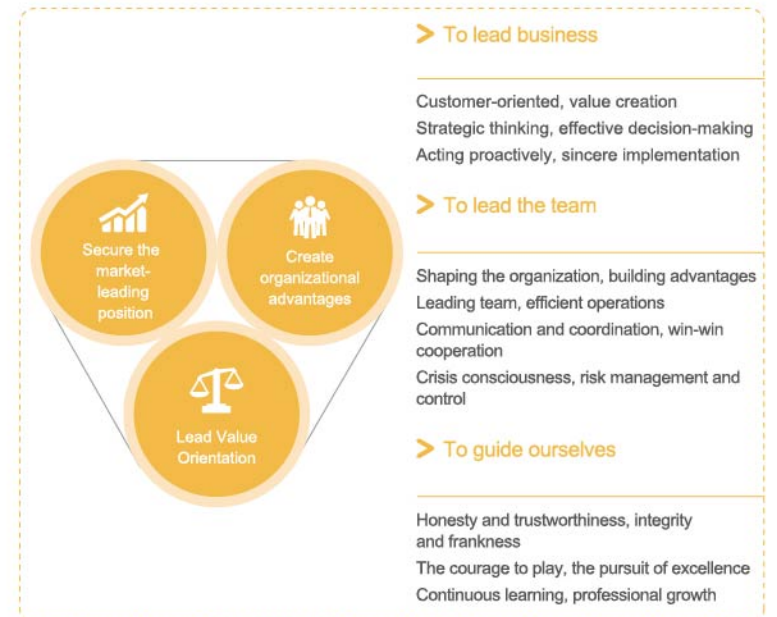 Secure the
market-
leading
position
Create
organizational
advantages
Lead Value
Orientation
To lead business
Customer-oriented, value creation
Strategic thinking, effective decision-making
Acting proactively, sincere implementation
To lead the team
Shaping the organization, building advantages
Leading team, efficient operations
Communication and coordination, win-win
cooperation
Crisis consciousness, risk management and
control
To guide ourselves
Honesty and trustworthiness, integrity
and frankness
The courage to play, the pursuit of excellence
Continuous learning, professional growth